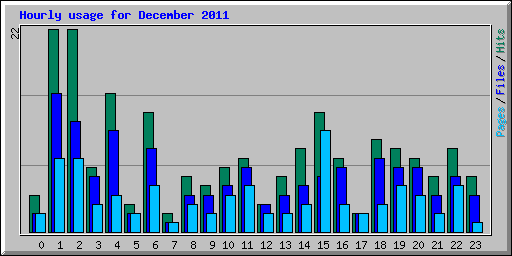 Hourly usage for December 2011
22
Pages / Files / Hits
0 1 2 3 4 5 6 7 8 9 10 11 12 13 14 15 16 17 18 19 20 21 22 23